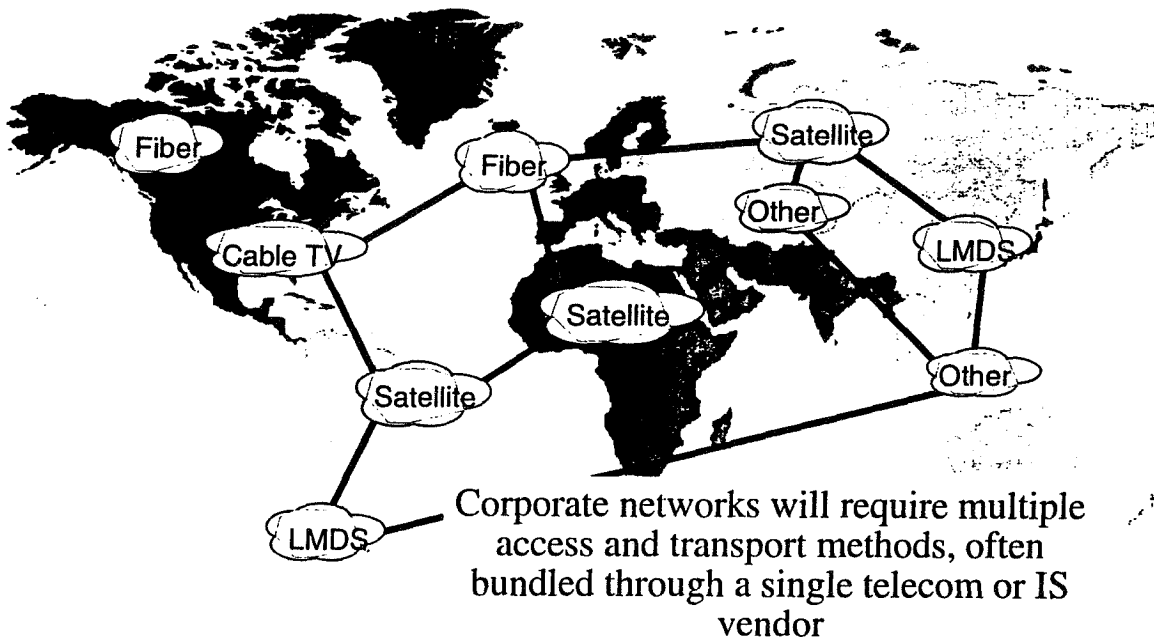 Fiber
Fiber
Satellite
Other
Cable TV
LMDS
Satellite
Other
Satellite
LMDS
Corporate networks will require multiple
access and transport methods, often
bundled through a single telecom or IS
vendor